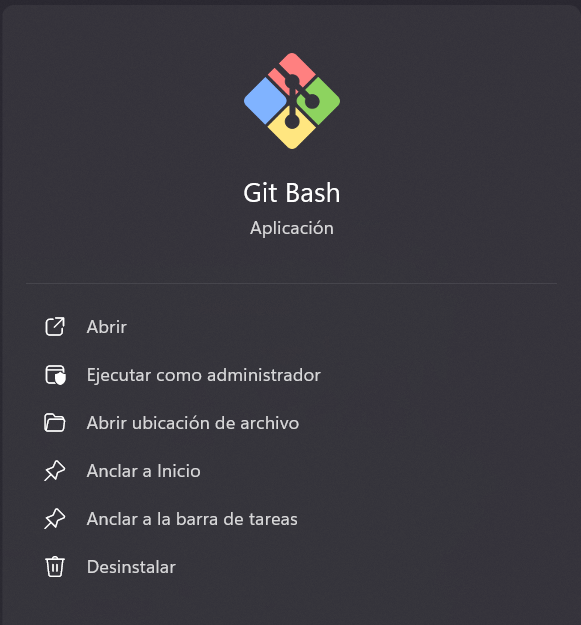 Git Bash
Aplicación
Abrir
Ejecutar como administrador
Abrir ubicación de archivo
Anclar a Inicio
Anclar a la barra de tareas
Desinstalar